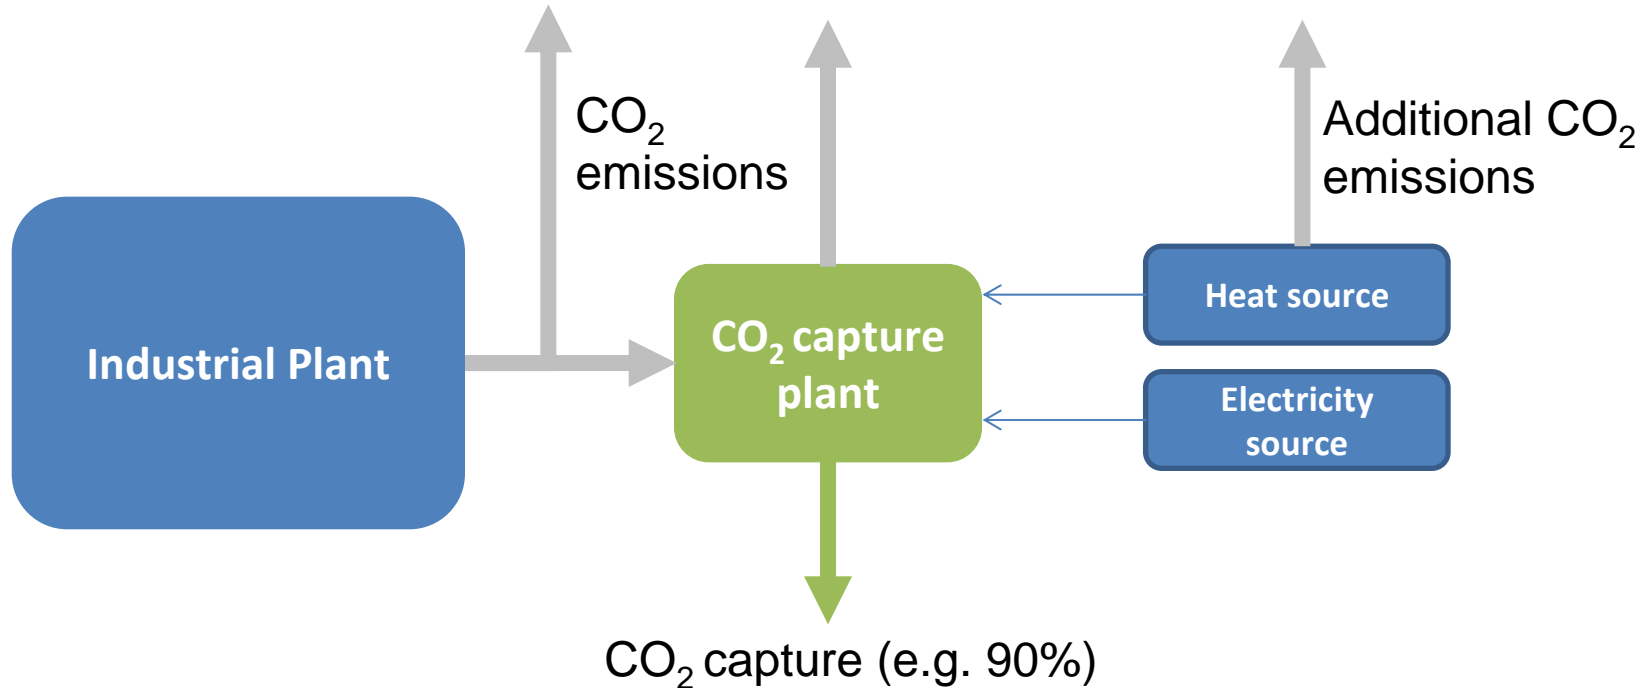 CO₂
emissions
Additional CO₂
emissions
Industrial Plant
CO₂ capture
plant
Heat source
Electricity
source
CO₂ capture (e.g. 90%)